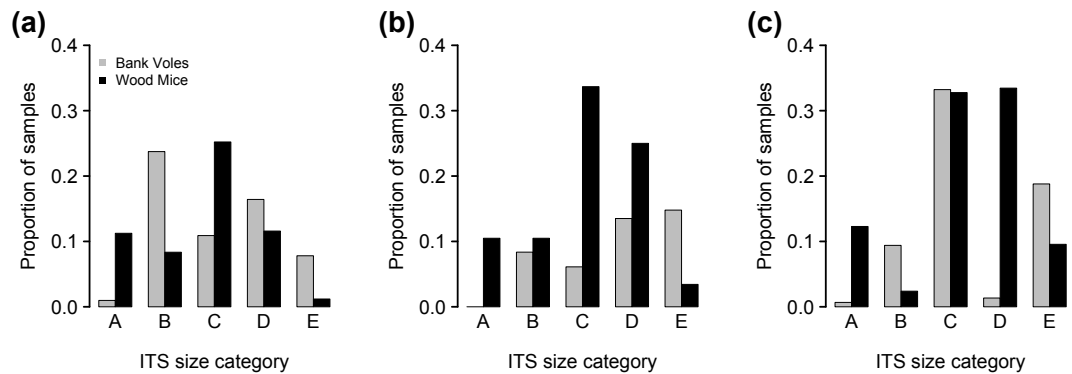 (a)
0.4
0.3
0.2
0.1
0.0
Proportion of samples
Bank Voles
Wood Mice
A B C D E
ITS size category
(b)
0.4
0.3
0.2
0.1
0.0
Proportion of samples
A B C D E
ITS size category
(c)
0.4
0.3
0.2
0.1
0.0
Proportion of samples
A B C D E
ITS size category